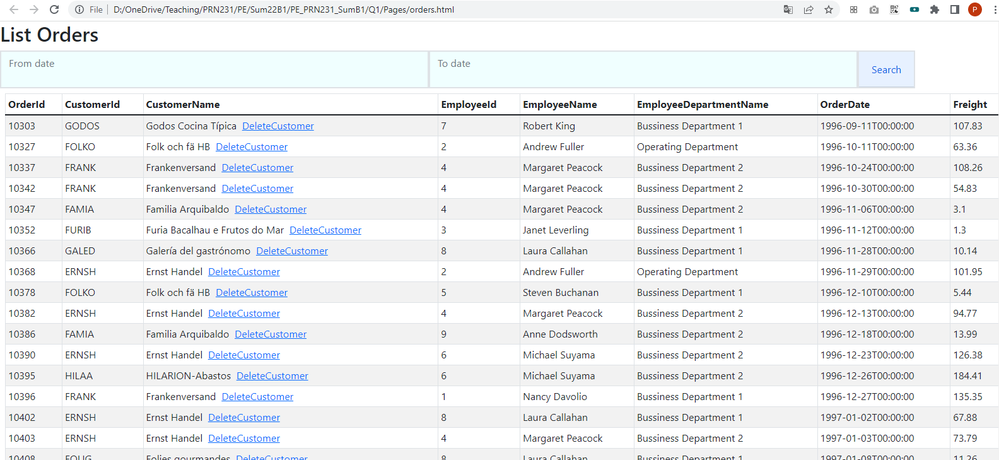 File D:/OneDrive/Teaching/PRN231/PE/Sum22B1/PE_PRN231_SumB1/Q1/Pages/orders.html P
List Orders
From date To date Search
OrderId CustomerId CustomerName EmployeeId EmployeeName EmployeeDepartmentName OrderDate Freight
10303 GODOS Godos Cocina Típica DeleteCustomer 7 Robert King Bussiness Department 1 1996-09-11T00:00:00 107.83
10327 FOLKO Folk och fä HB DeleteCustomer 2 Andrew Fuller Operating Department 1996-10-11T00:00:00 63.36
10337 FRANK Frankenversand DeleteCustomer 4 Margaret Peacock Bussiness Department 2 1996-10-24T00:00:00 108.26
10342 FRANK Frankenversand DeleteCustomer 4 Margaret Peacock Bussiness Department 2 1996-10-30T00:00:00 54.83
10347 FAMIA Familia Arquibaldo DeleteCustomer 4 Margaret Peacock Bussiness Department 2 1996-11-06T00:00:00 3.1
10352 FURIB Furia Bacalhau e Frutos do Mar DeleteCustomer 3 Janet Leverling Bussiness Department 1 1996-11-12T00:00:00 1.3
10366 GALED Galería del gastrónomo DeleteCustomer 8 Laura Callahan Bussiness Department 1 1996-11-28T00:00:00 10.14
10368 ERNSH Ernst Handel DeleteCustomer 2 Andrew Fuller Operating Department 1996-11-29T00:00:00 101.95
10378 FOLKO Folk och fä HB DeleteCustomer 5 Steven Buchanan Bussiness Department 1 1996-12-10T00:00:00 5.44
10382 ERNSH Ernst Handel DeleteCustomer 4 Margaret Peacock Bussiness Department 2 1996-12-13T00:00:00 94.77
10386 FAMIA Familia Arquibaldo DeleteCustomer 9 Anne Dodsworth Bussiness Department 2 1996-12-18T00:00:00 13.99
10390 ERNSH Ernst Handel DeleteCustomer 6 Michael Suyama Bussiness Department 2 1996-12-23T00:00:00 126.38
10395 HILAA HILARION-Abastos DeleteCustomer 6 Michael Suyama Bussiness Department 2 1996-12-26T00:00:00 184.41
10396 FRANK Frankenversand DeleteCustomer 1 Nancy Davolio Bussiness Department 1 1996-12-27T00:00:00 135.35
10402 ERNSH Ernst Handel DeleteCustomer 8 Laura Callahan Bussiness Department 1 1997-01-02T00:00:00 67.88
10403 ERNSH Ernst Handel DeleteCustomer 4 Margaret Peacock Bussiness Department 2 1997-01-03T00:00:00 73.79
10408 FOLIG Folies gourmandes DeleteCustomer 8 Laura Callahan Bussiness Department 1 1997-01-08T00:00:00 11.26